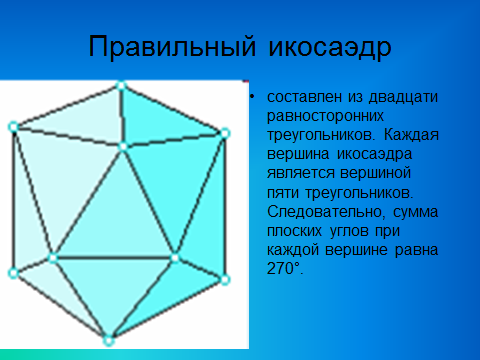 Правильный икосаэдр
• составлен из двадцати
равносторонних
треугольников. Каждая
вершина икосаэдра
является вершиной
пяти треугольников.
Следовательно, сумма
плоских углов при
каждой вершине равна
270°.